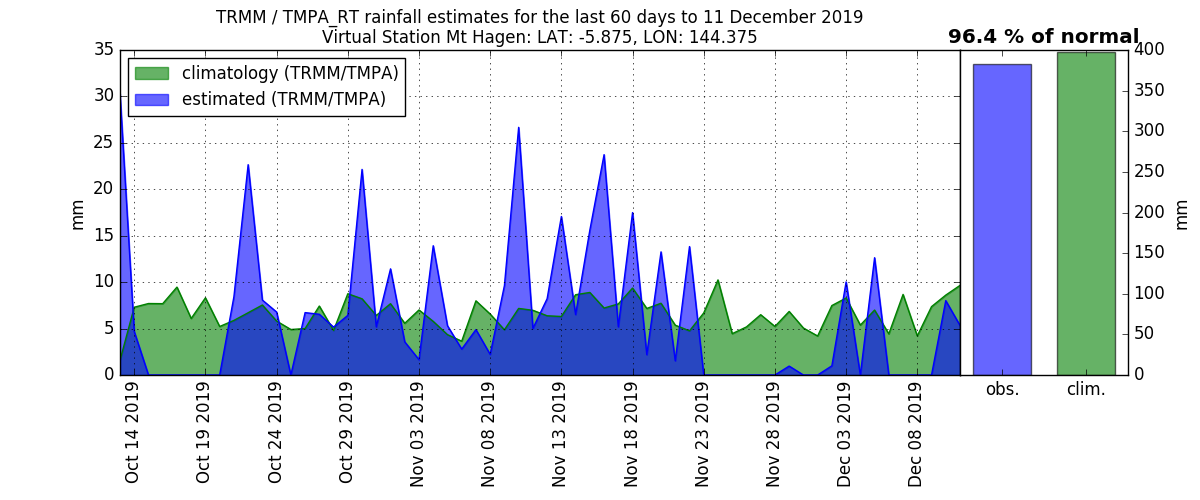 TRMM / TMPA_RT rainfall estimates for the last 60 days to 11 December 2019
Virtual Station Mt Hagen: LAT: -5.875, LON: 144.375
96.4 % of normal
climatology (TRMM/TMPA)
estimated (TRMM/TMPA)
mm
35
30
25
20
15
10
5
0
Oct 14 2019
Oct 19 2019
Oct 24 2019
Oct 29 2019
Nov 03 2019
Nov 08 2019
Nov 13 2019
Nov 18 2019
Nov 23 2019
Nov 28 2019
Dec 03 2019
Dec 08 2019
obs.
clim.
400
350
300
250
200
150
100
50
0
mm